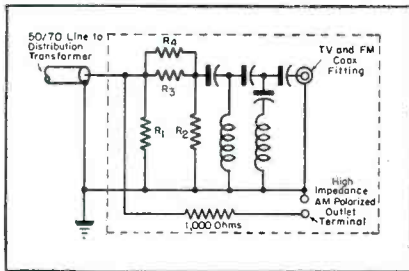 50/70 Line to
Distribution
Transformer
R4
R3
R1
R2
TV and FM
Coax
Fitting
High
Impedance
AM Polarized
Outlet
Terminal
1,000 Ohms